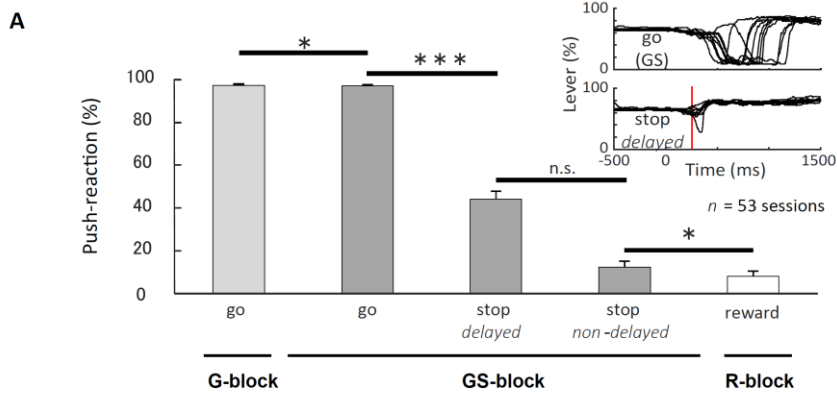 A
Push-reaction (%)
100
80
60
40
20
0
*
***
n.s.
*
n = 53 sessions
Lever (%)
100
0
go
(GS)
100
0
stop
delayed
-500
0
1500
Time (ms)
go
go
stop
delayed
stop
non-delayed
reward
G-block
GS-block
R-block